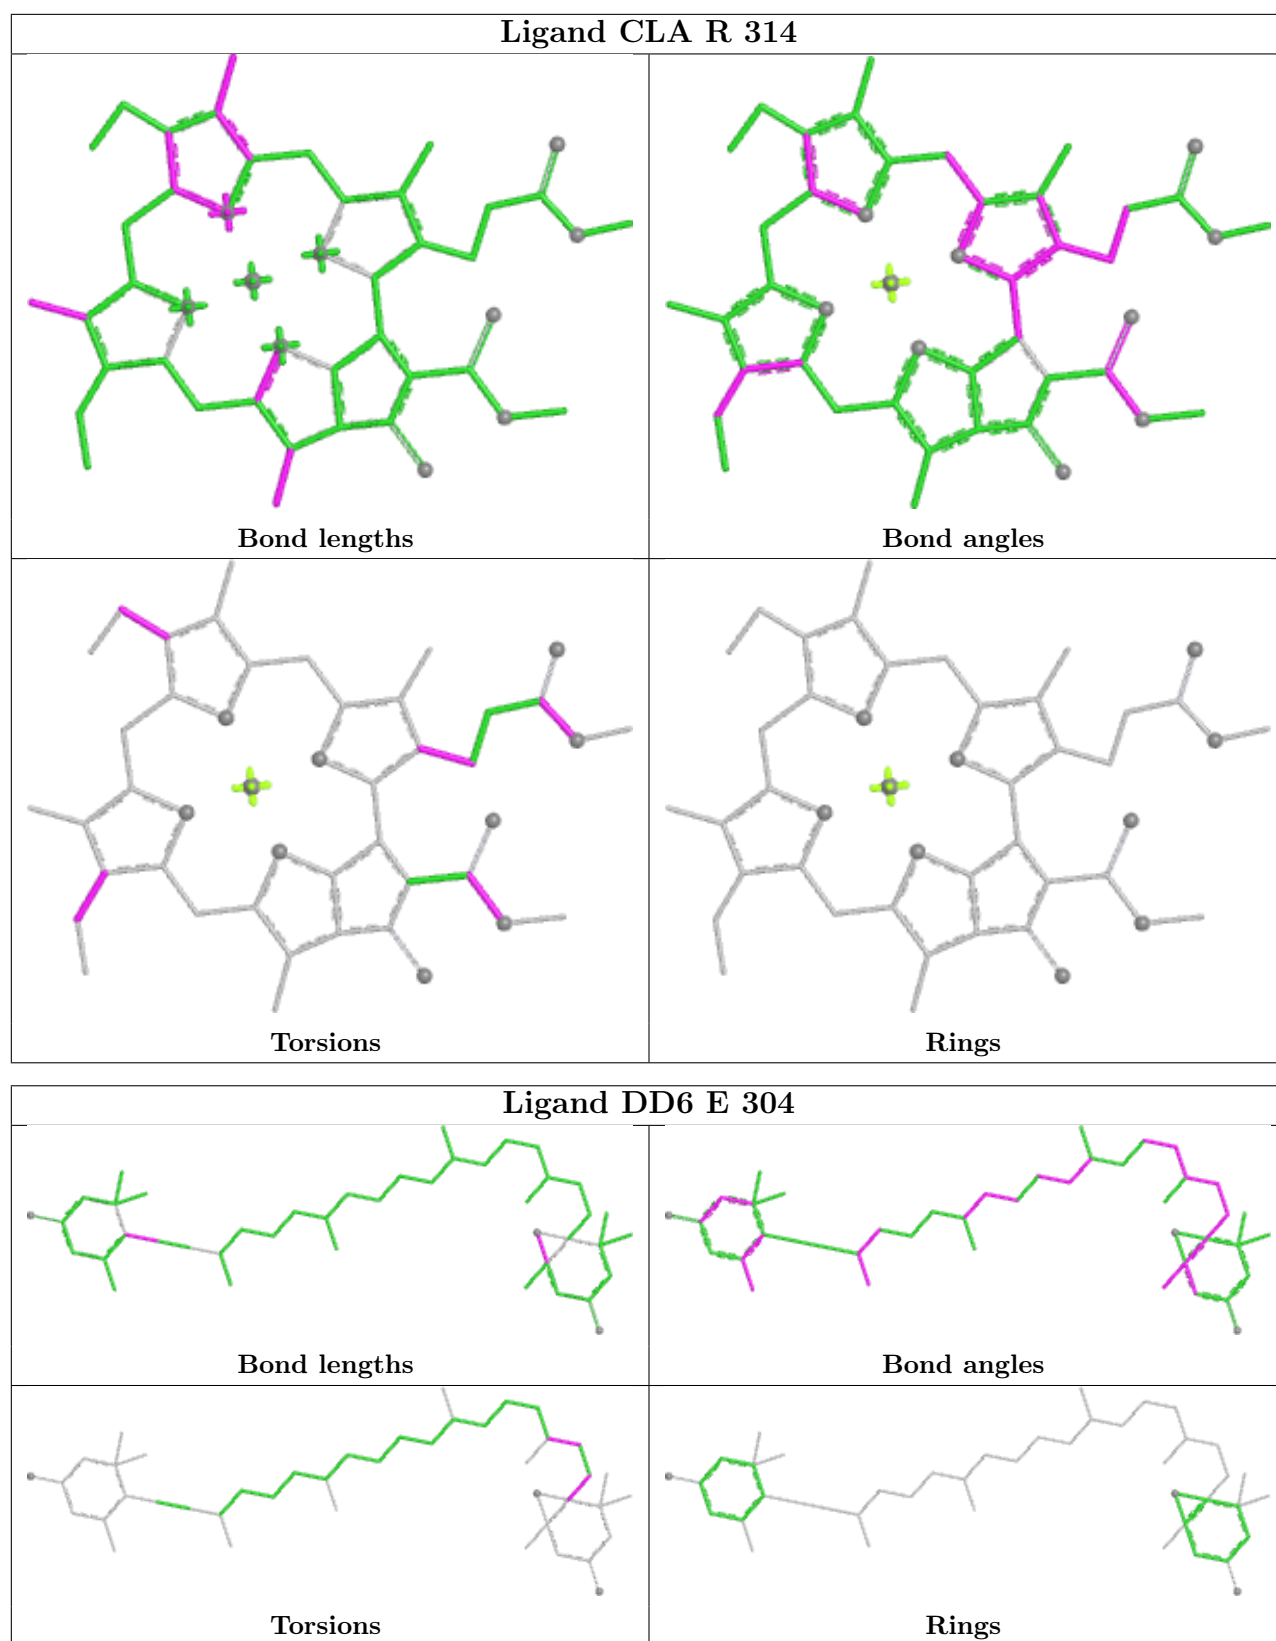 Ligand CLA R 314
Bond lengths
Bond angles
Torsions
Rings
Ligand DD6 E 304
Bond lengths
Bond angles
Torsions
Rings